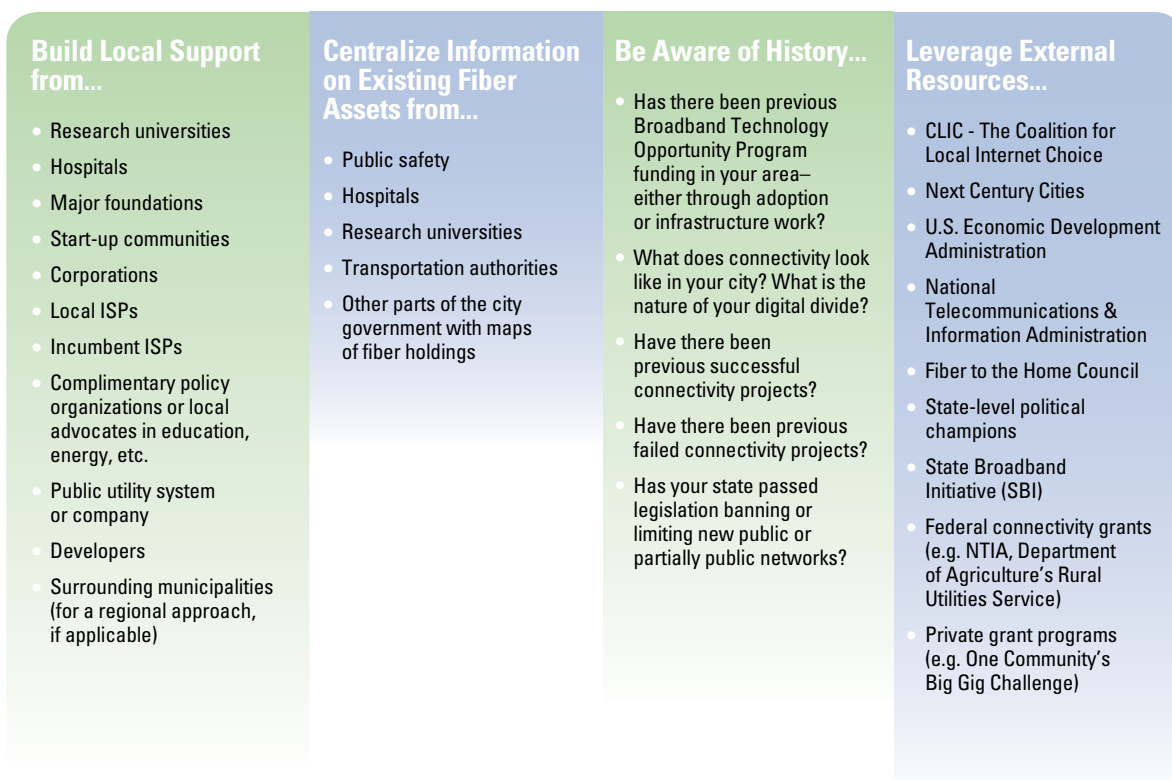 Build Local Support
from...
• Research universities
• Hospitals
• Major foundations
• Start-up communities
• Corporations
• Local ISPs
• Incumbent ISPs
• Complimentary policy
organizations or local
advocates in education,
energy, etc.
• Public utility system
or company
• Developers
• Surrounding municipalities
(for a regional approach,
if applicable)
Centralize Information
on Existing Fiber
Assets from...
• Public safety
• Hospitals
• Research universities
• Transportation authorities
• Other parts of the city
government with maps
of fiber holdings
Be Aware of History...
• Has there been previous
Broadband Technology
Opportunity Program
funding in your area–
either through adoption
or infrastructure work?
• What does connectivity look
like in your city? What is the
nature of your digital divide?
• Have there been
previous successful
connectivity projects?
• Have there been previous
failed connectivity projects?
• Has your state passed
legislation banning or
limiting new public or
partially public networks?
Leverage External
Resources...
• CLIC - The Coalition for
Local Internet Choice
• Next Century Cities
• U.S. Economic Development
Administration
• National
Telecommunications &
Information Administration
• Fiber to the Home Council
• State-level political
champions
• State Broadband
Initiative (SBI)
• Federal connectivity grants
(e.g. NTIA, Department
of Agriculture's Rural
Utilities Service)
• Private grant programs
(e.g. One Community's
Big Gig Challenge)